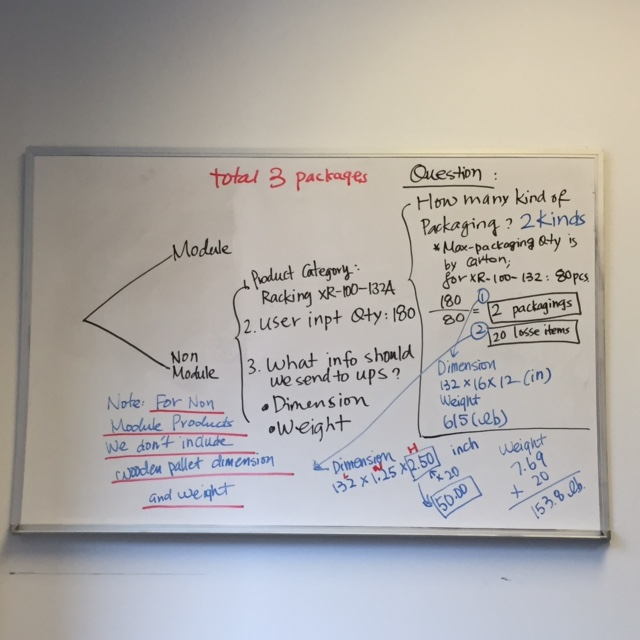 total 3 packages
Module
Non
Module
Note: For Non
Module Products
We don't include
wooden pallet dimension
and weight
1. Product Category:
Racking XR-100-132A
2. User inpt Qty: 180
3. What info should
we send to UPS?
• Dimension
• Weight
Question:
How many kind of
Packaging? 2 Kinds
* Max-packaging Qty is
by carton,
for XR-100-132: 80pcs
180
80
= ① 2 packagings
② 20 losse items
Dimension
132 x 16 x 12 (in)
Weight
615 (lb)
Dimension
L W H
132 x 1.25 x 2.50 inch
x 20
50.00
Weight
7.69
x 20
153.8 lb.